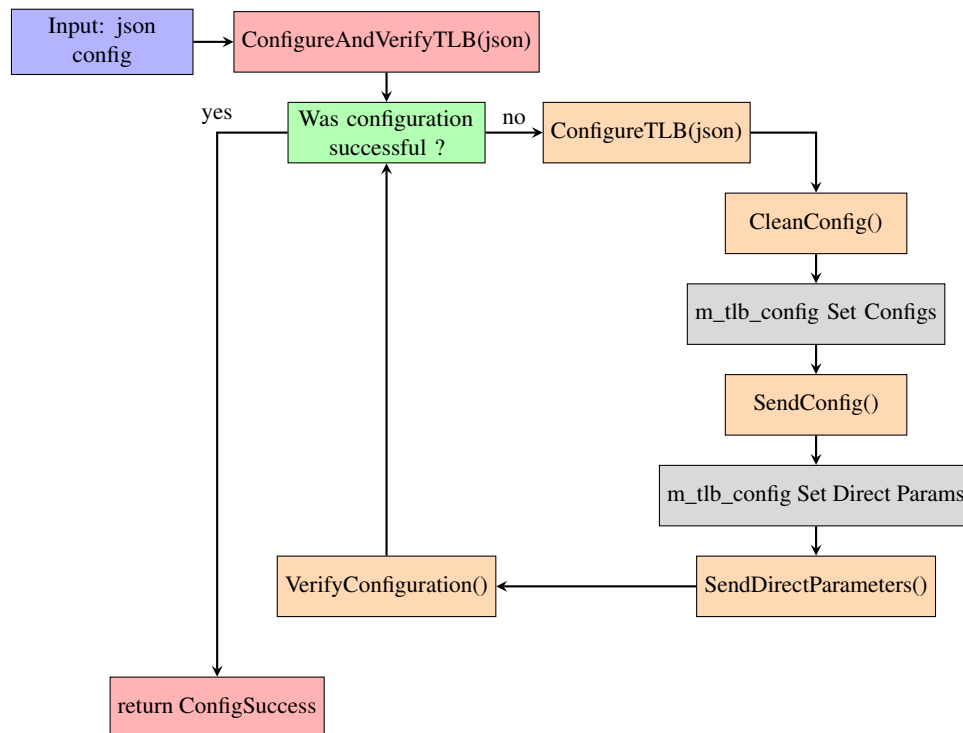 Input: json
config
ConfigureAndVerifyTLB(json)
yes
Was configuration
successful ?
no
ConfigureTLB(json)
CleanConfig()
m_tlb_config Set Configs
SendConfig()
m_tlb_config Set Direct Params
VerifyConfiguration()
SendDirectParameters()
return ConfigSuccess